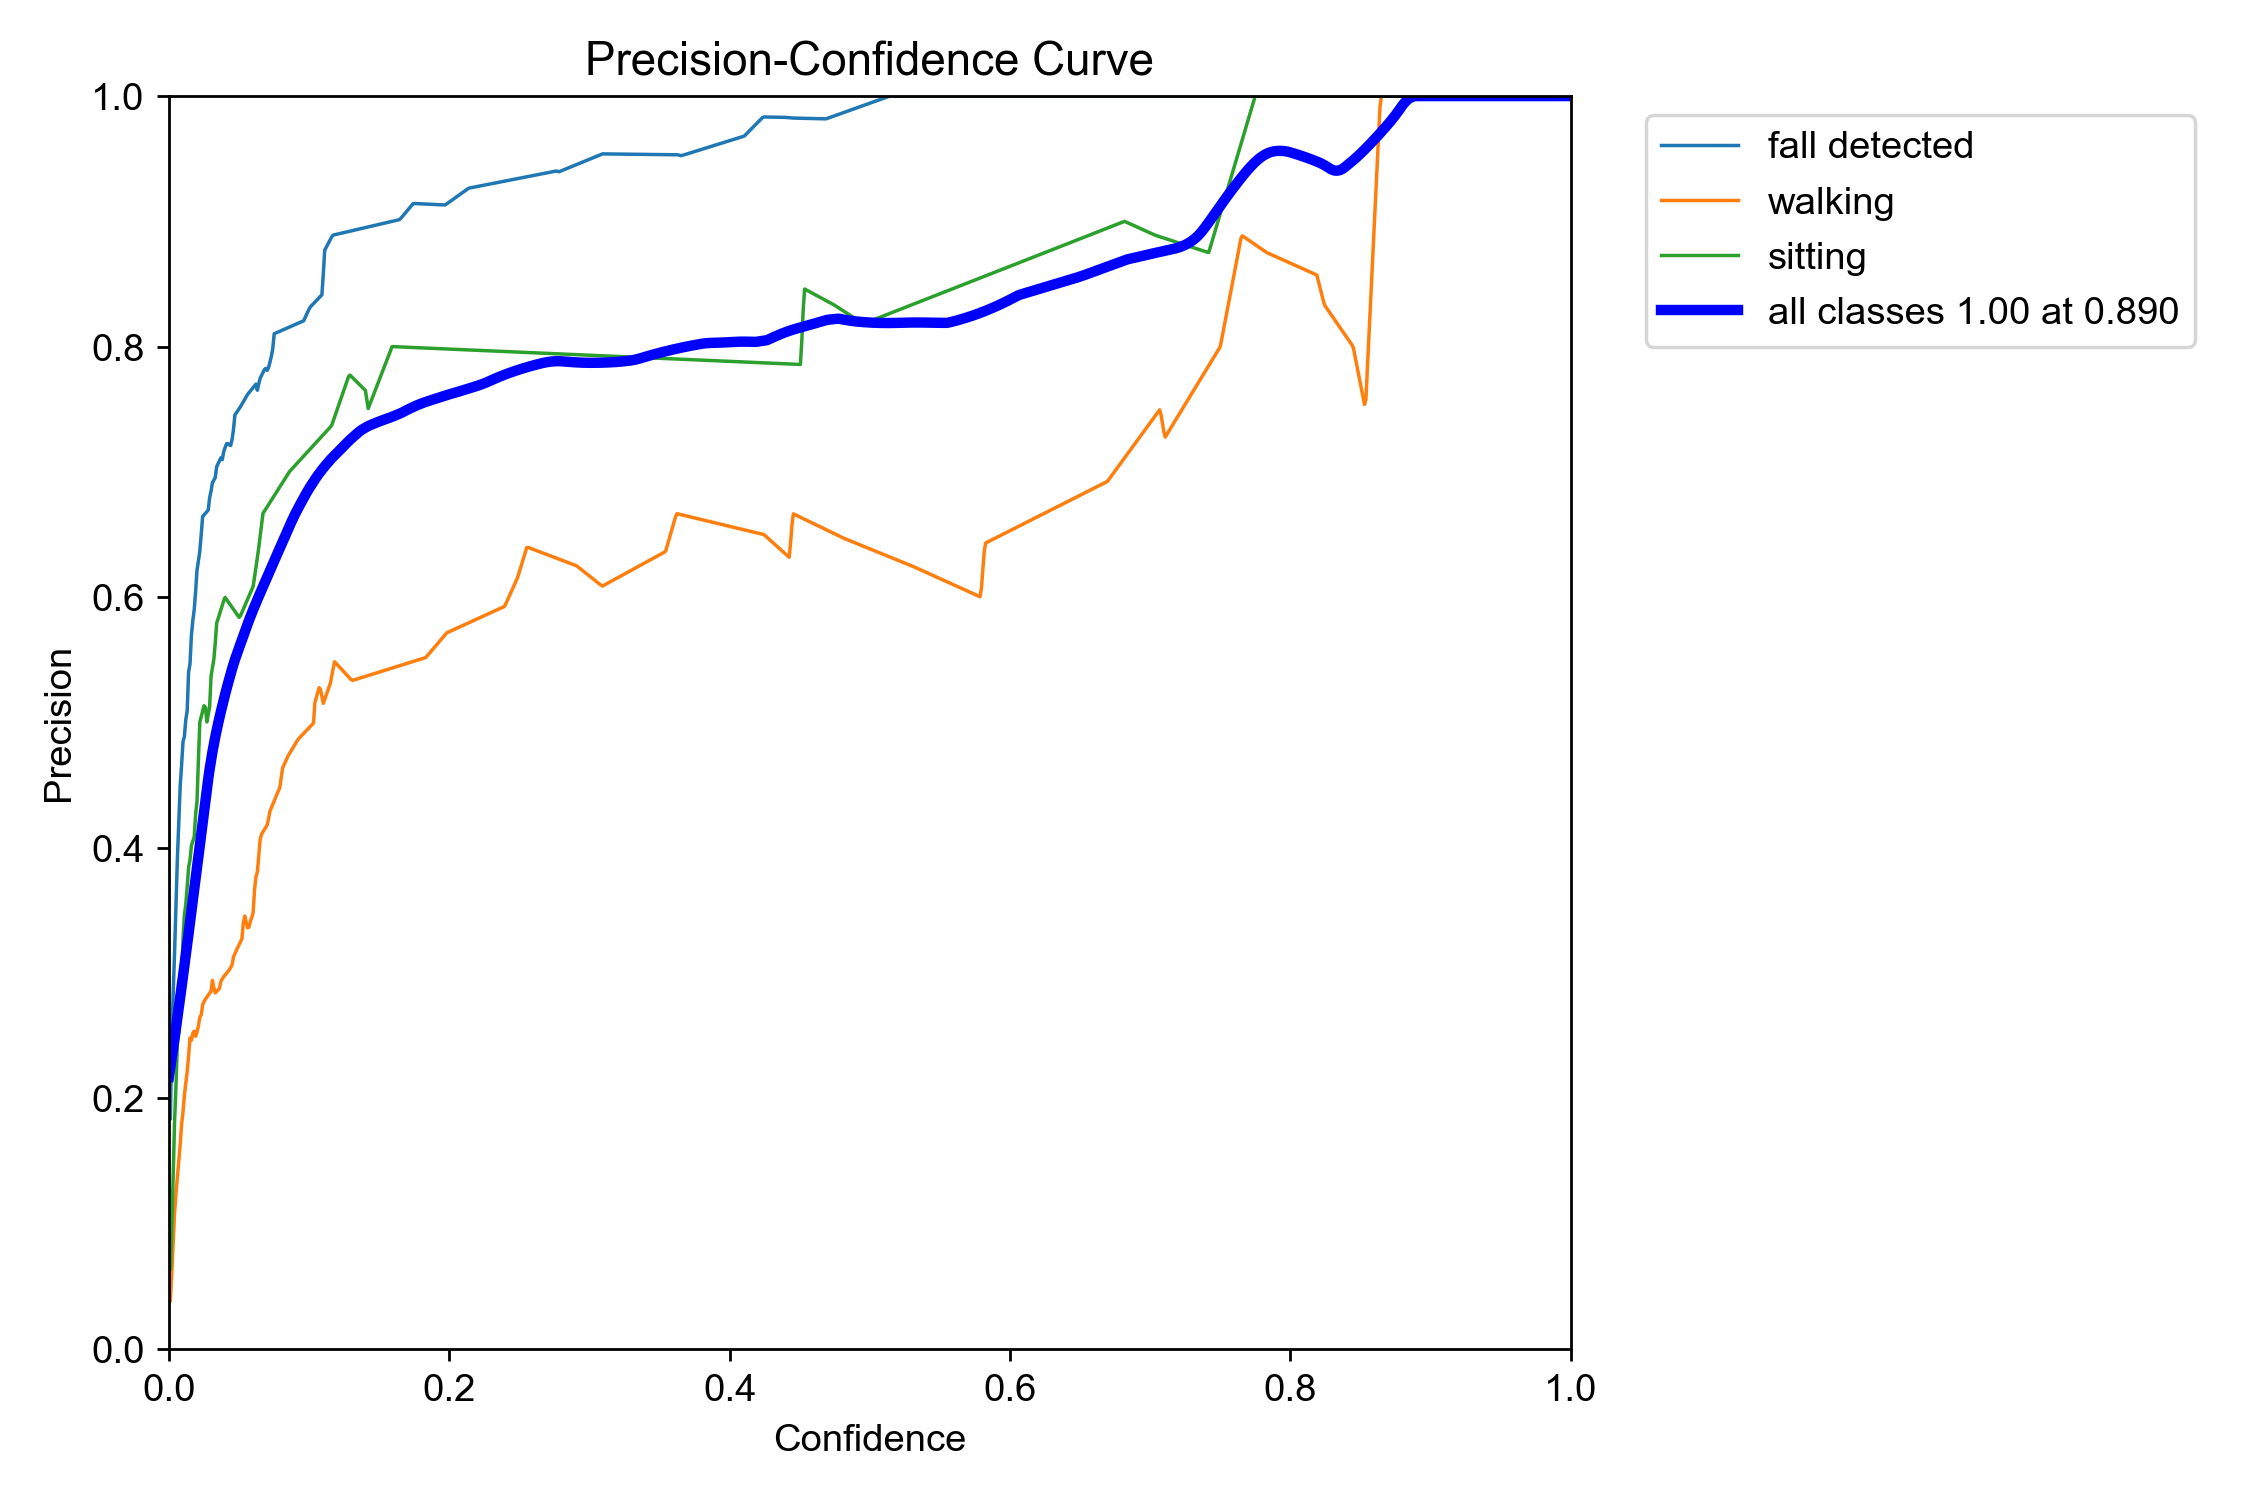 Precision-Confidence Curve
1.0
0.8
0.6
0.4
0.2
0.0
Precision
0.0 0.2 0.4 0.6 0.8 1.0
Confidence
fall detected
walking
sitting
all classes 1.00 at 0.890